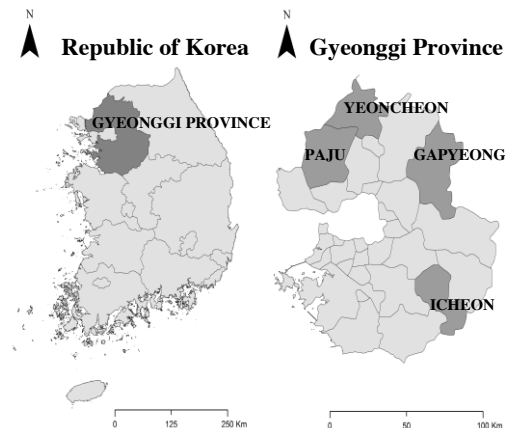 N
Republic of Korea
GYEONGGI PROVINCE
0 125 250 Km
N
Gyeonggi Province
YEONCHEON
PAJU
GAPYEONG
ICHEON
0 50 100 Km